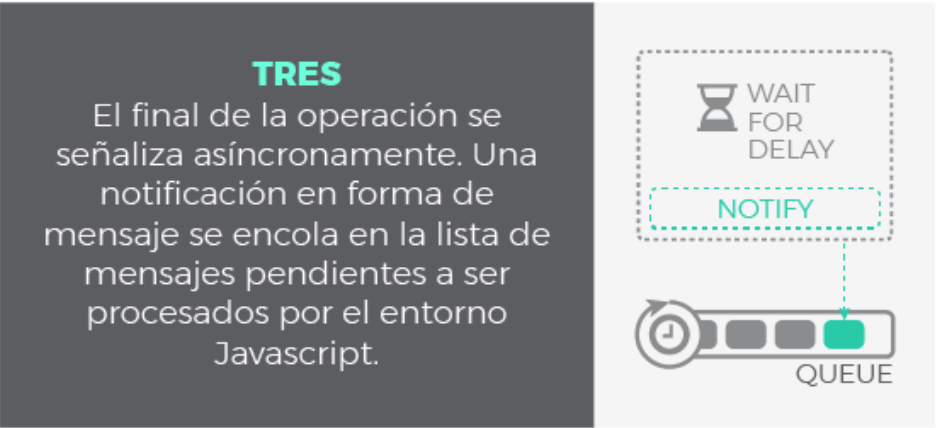 TRES
El final de la operación se
señaliza asíncronamente. Una
notificación en forma de
mensaje se encola en la lista de
mensajes pendientes a ser
procesados por el entorno
Javascript.
WAIT
FOR
DELAY
NOTIFY
QUEUE